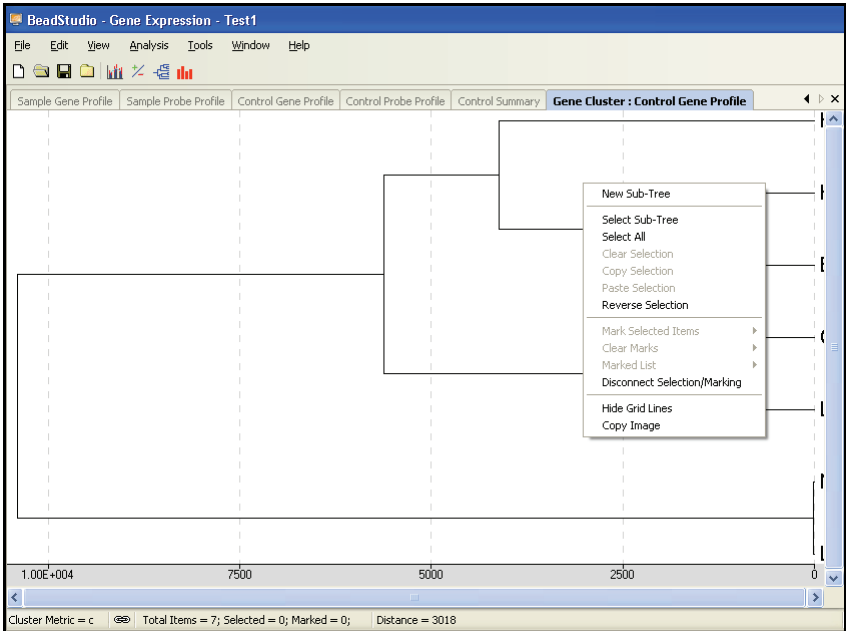 BeadStudio - Gene Expression - Test1
File Edit View Analysis Tools Window Help
Sample Gene Profile Sample Probe Profile Control Gene Profile Control Probe Profile Control Summary Gene Cluster : Control Gene Profile
New Sub-Tree
Select Sub-Tree
Select All
Clear Selection
Copy Selection
Paste Selection
Reverse Selection
Mark Selected Items
Clear Marks
Marked List
Disconnect Selection/Marking
Hide Grid Lines
Copy Image
1.00E+004 7500 5000 2500 0
Cluster Metric = c Total Items = 7; Selected = 0; Marked = 0; Distance = 3018